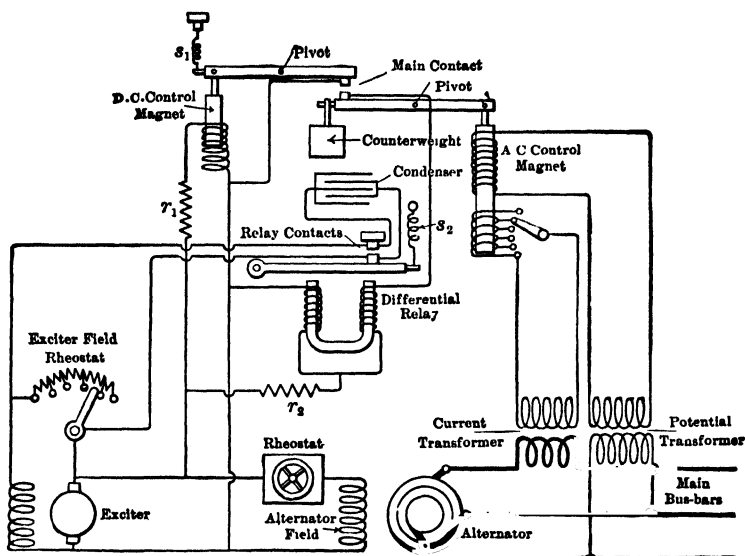 s₁
Pivot
Main Contact
Pivot
D.C. Control
Magnet
Counterweight
A C Control
Magnet
Condenser
r₁
s₂
Relay Contacts
Differential
Relay
Exciter Field
Rheostat
r₂
Current
Transformer
Potential
Transformer
Rheostat
Main
Bus-bars
Exciter
Alternator
Field
Alternator